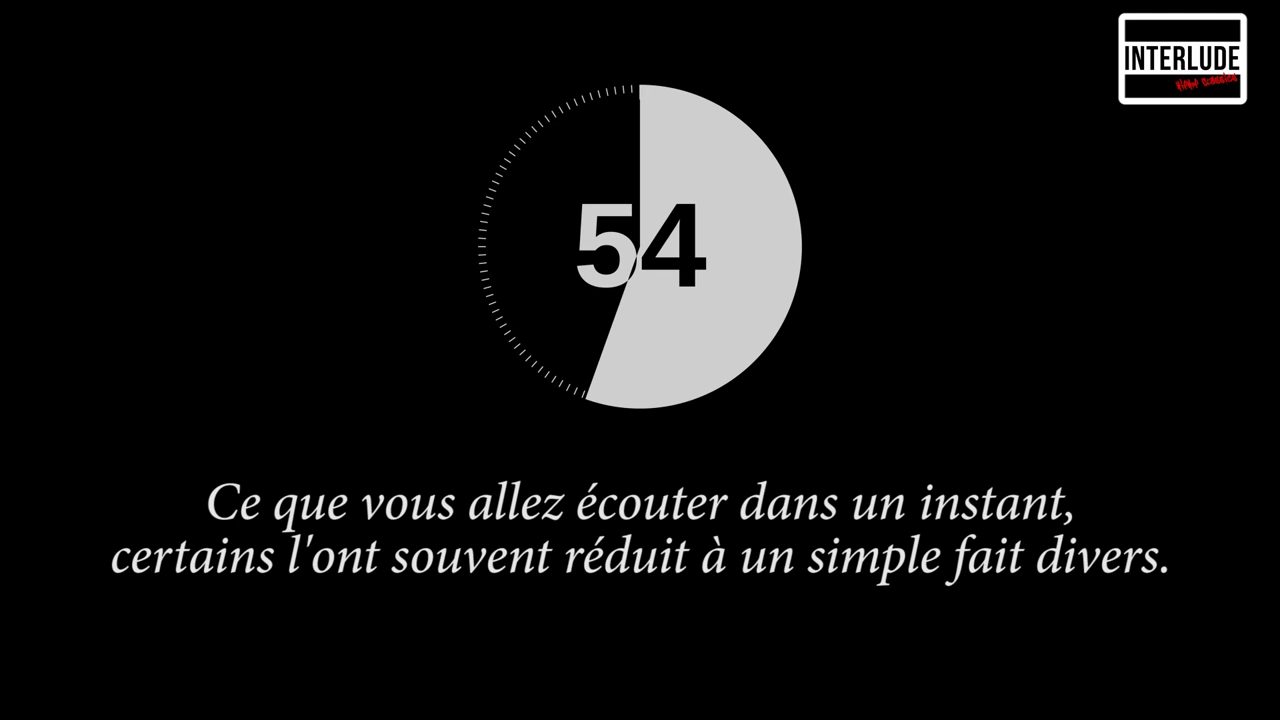 INTERLUDE
54
Ce que vous allez écouter dans un instant,
certains l'ont souvent réduit à un simple fait divers.